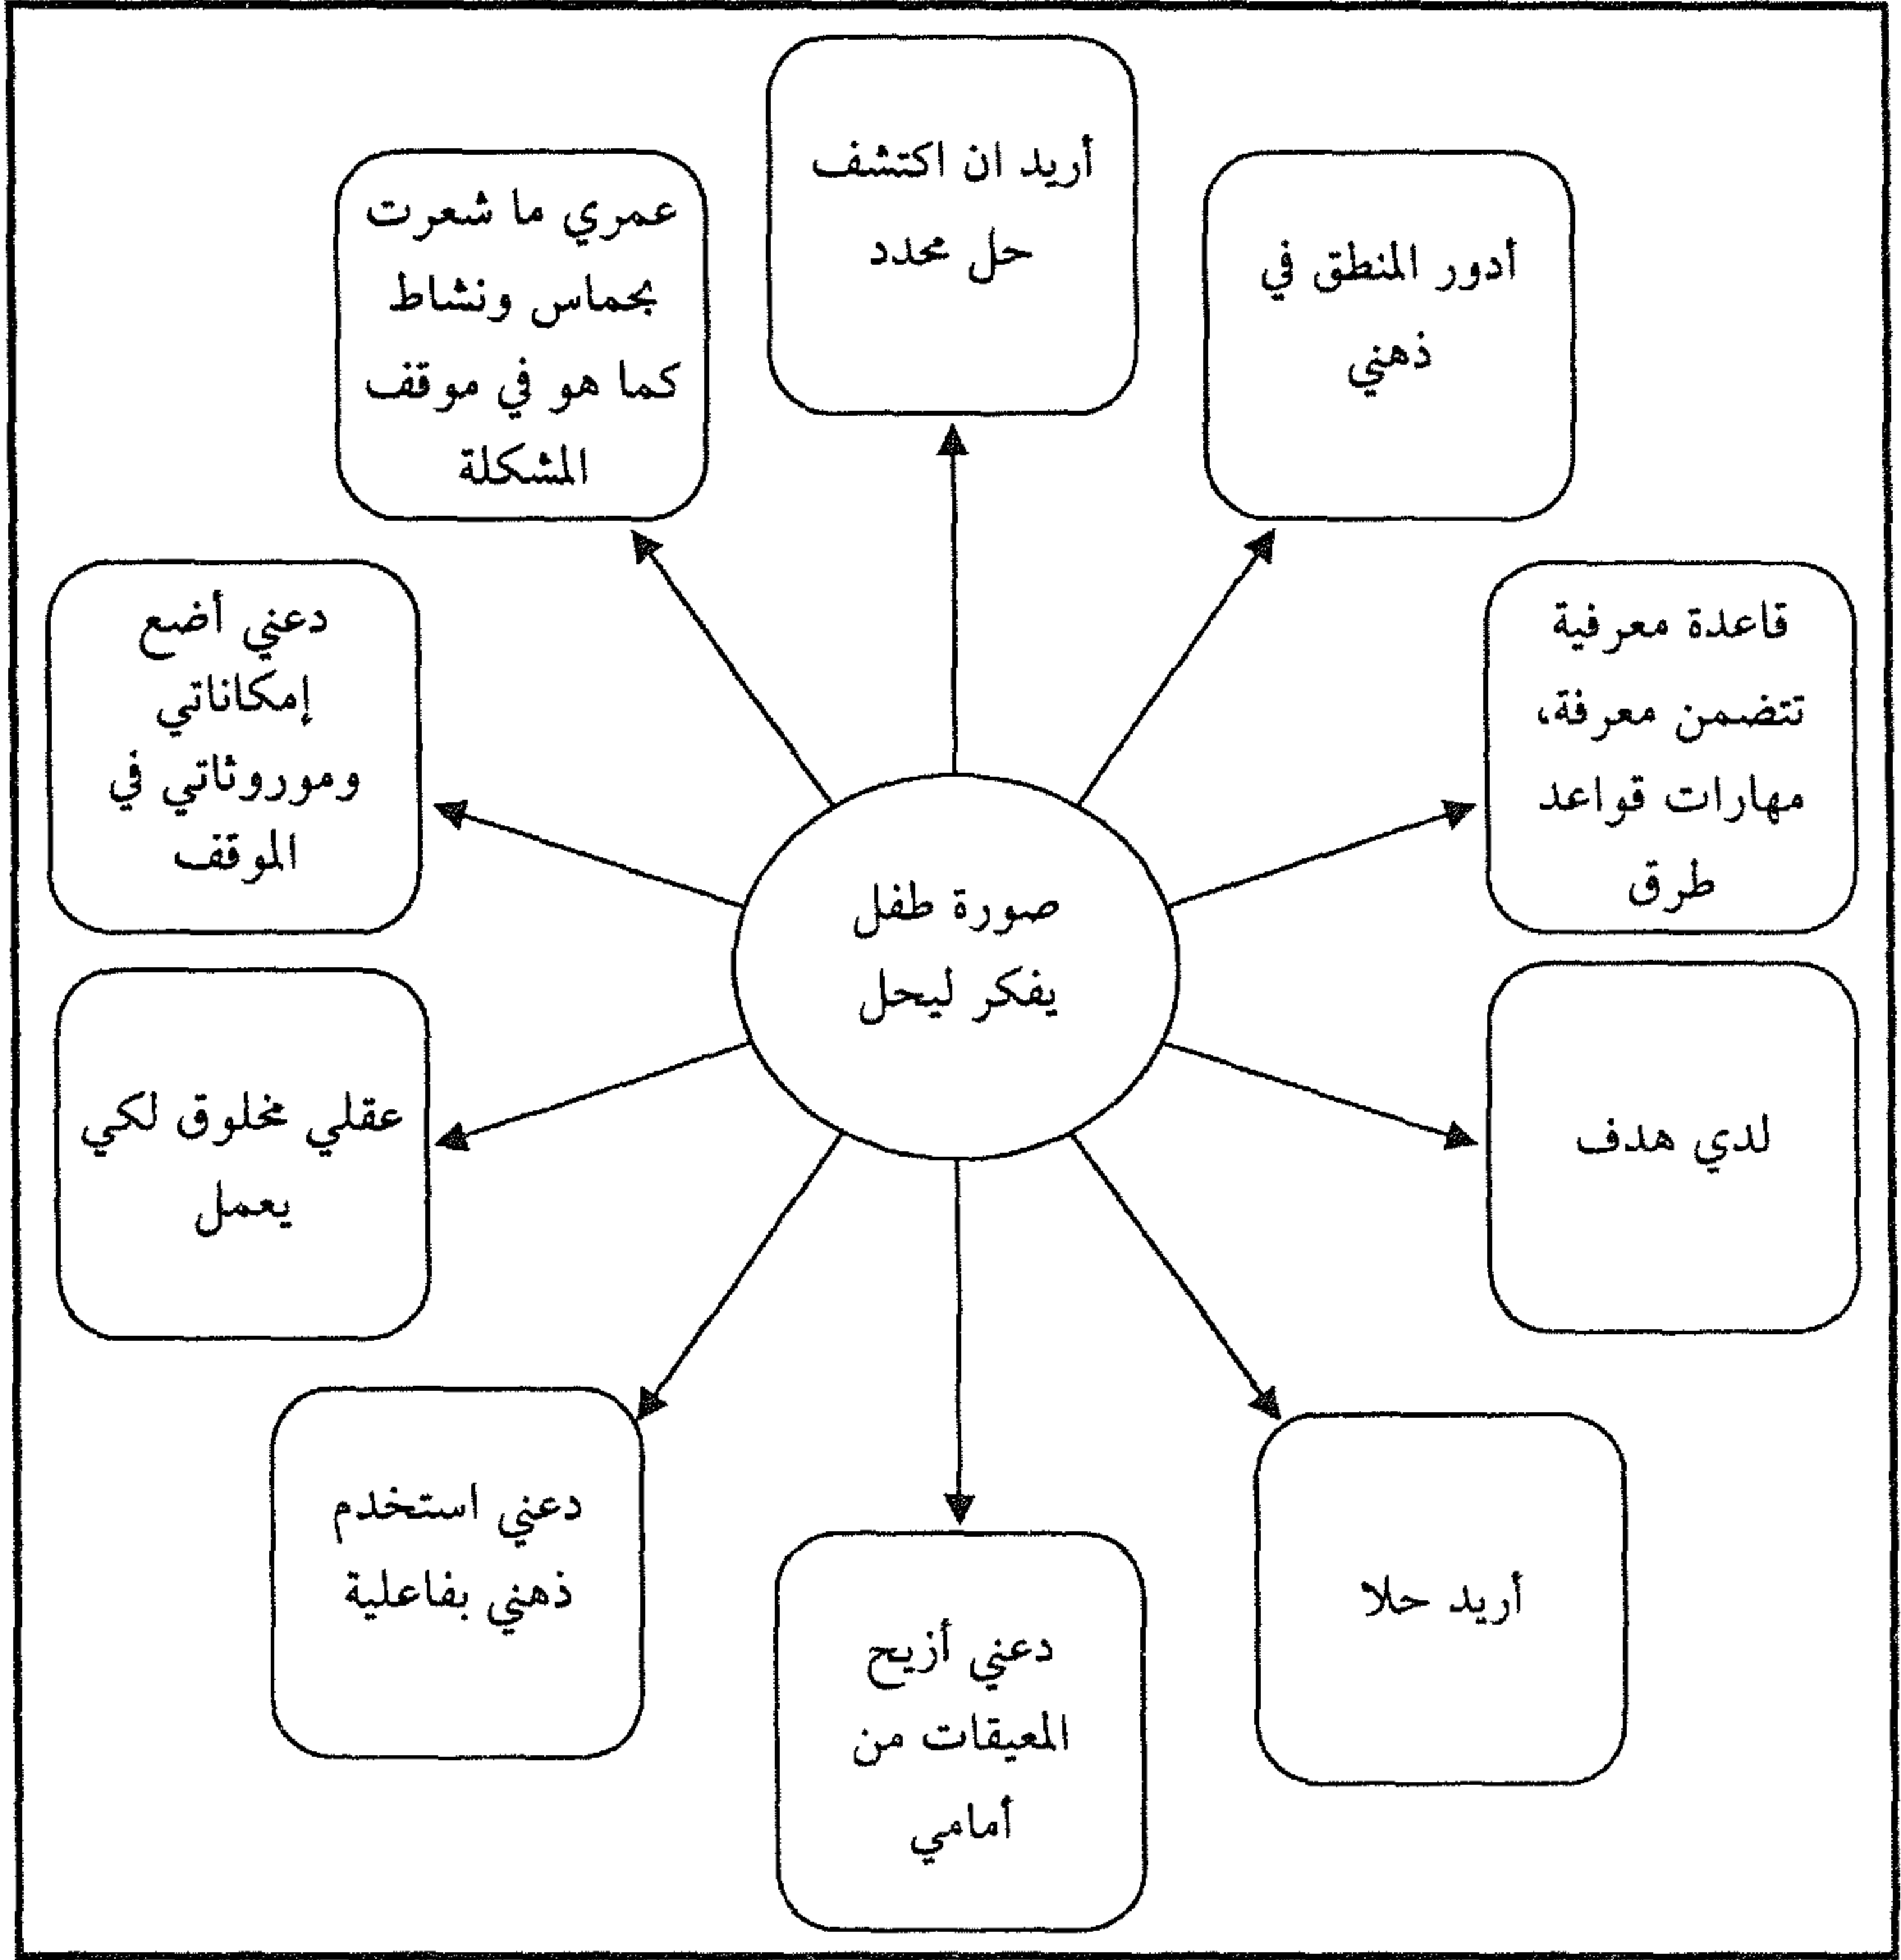 أريد ان اكتشف
حل محدد
أدور المنطق في
ذهني
عمري ما شعرت
بحماس ونشاط
كما هو في موقف
المشكلة
قاعدة معرفية
تتضمن معرفة،
مهارات قواعد
طرق
دعني أضع
إمكاناتي
وموروثاتي في
الموقف
صورة طفل
يفكر ليحل
لدي هدف
عقلي مخلوق لكي
يعمل
أريد حلا
دعني أزيح
المعيقات من
أمامي
دعني استخدم
ذهني بفاعلية